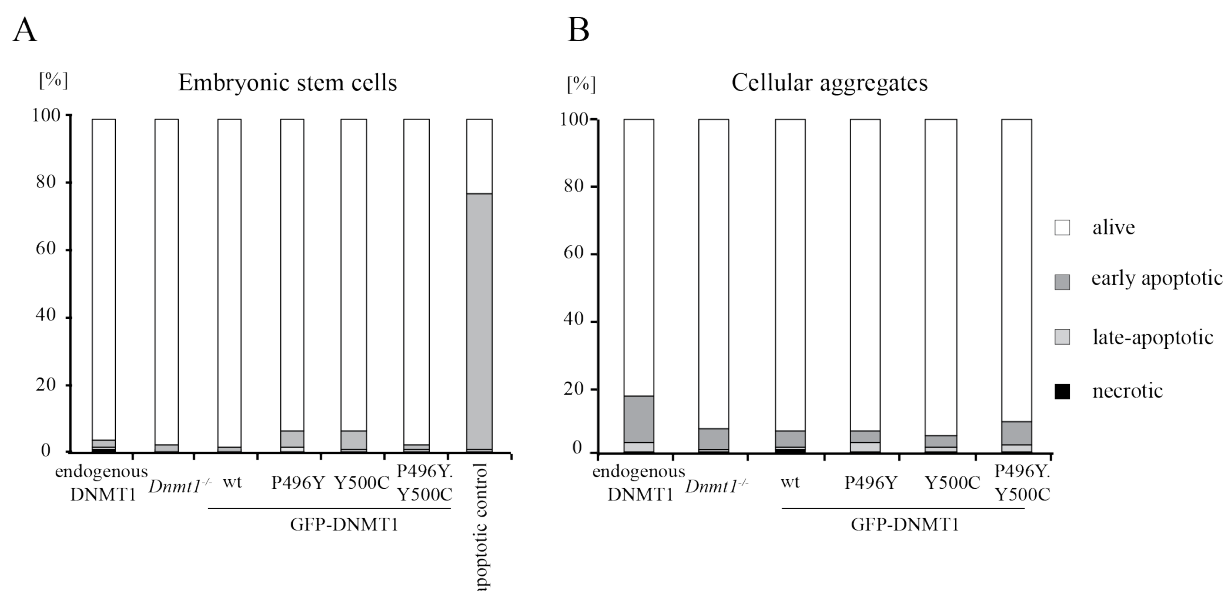 A
B
[%]
Embryonic stem cells
[%]
Cellular aggregates
100
80
60
40
20
0
endogenous DNMT1
Dnmt1-/-
wt
P496Y
Y500C
P496Y. Y500C
apoptotic control
GFP-DNMT1
100
80
60
40
20
0
endogenous DNMT1
Dnmt1-/-
wt
P496Y
Y500C
P496Y. Y500C
GFP-DNMT1
alive
early apoptotic
late-apoptotic
necrotic